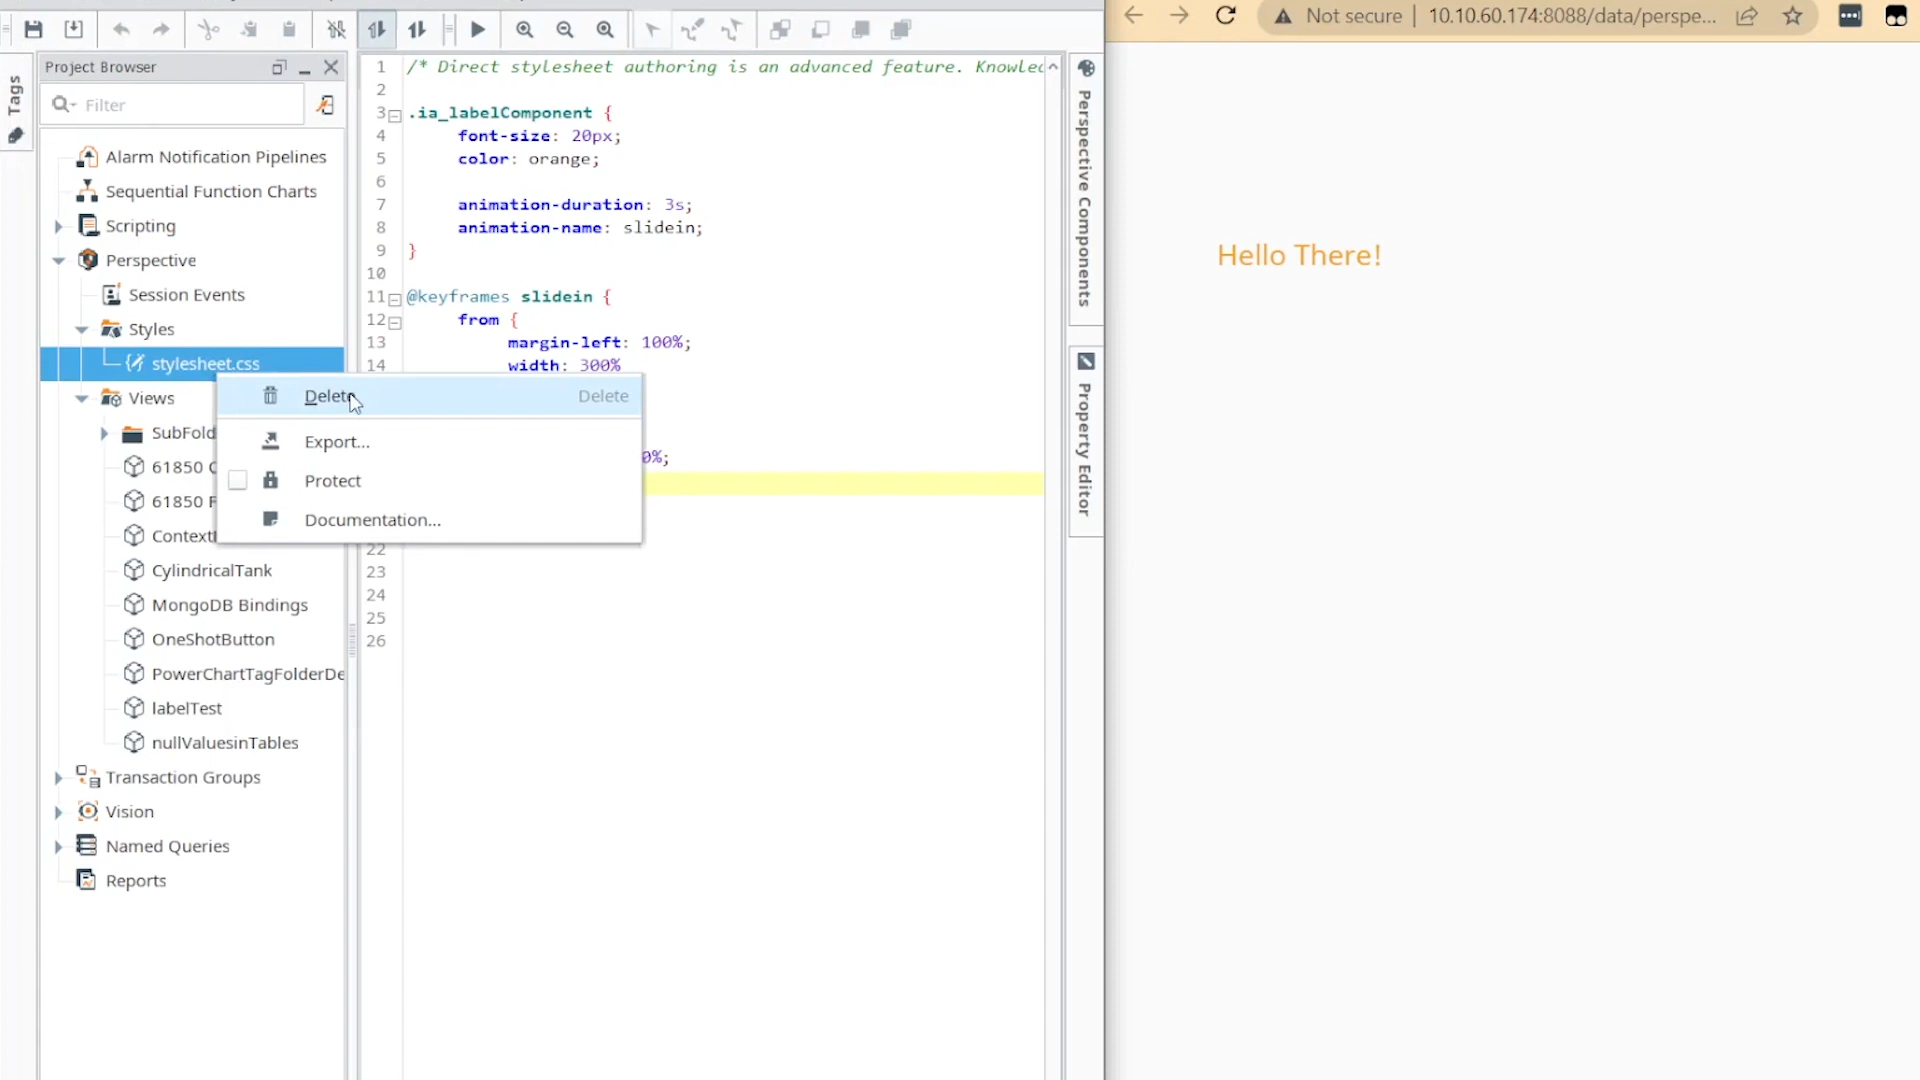 Not secure | 10.10.60.174:8088/data/perspe...
Tags
Project Browser
Filter
Alarm Notification Pipelines
Sequential Function Charts
Scripting
Perspective
Session Events
Styles
stylesheet.css
Views
SubFold
61850
61850
Context
CylindricalTank
MongoDB Bindings
OneShotButton
PowerChartTagFolderDe
labelTest
nullValuesinTables
Transaction Groups
Vision
Named Queries
Reports
Delete Delete
Export...
Protect
Documentation...
1 /* Direct stylesheet authoring is an advanced feature. Knowled
2
3 .ia_labelComponent {
4 font-size: 20px;
5 color: orange;
6
7 animation-duration: 3s;
8 animation-name: slidein;
9 }
10
11 @keyframes slidein {
12 from {
13 margin-left: 100%;
14 width: 300%
0%;
22
23
24
25
26
Perspective Components
Property Editor
Hello There!